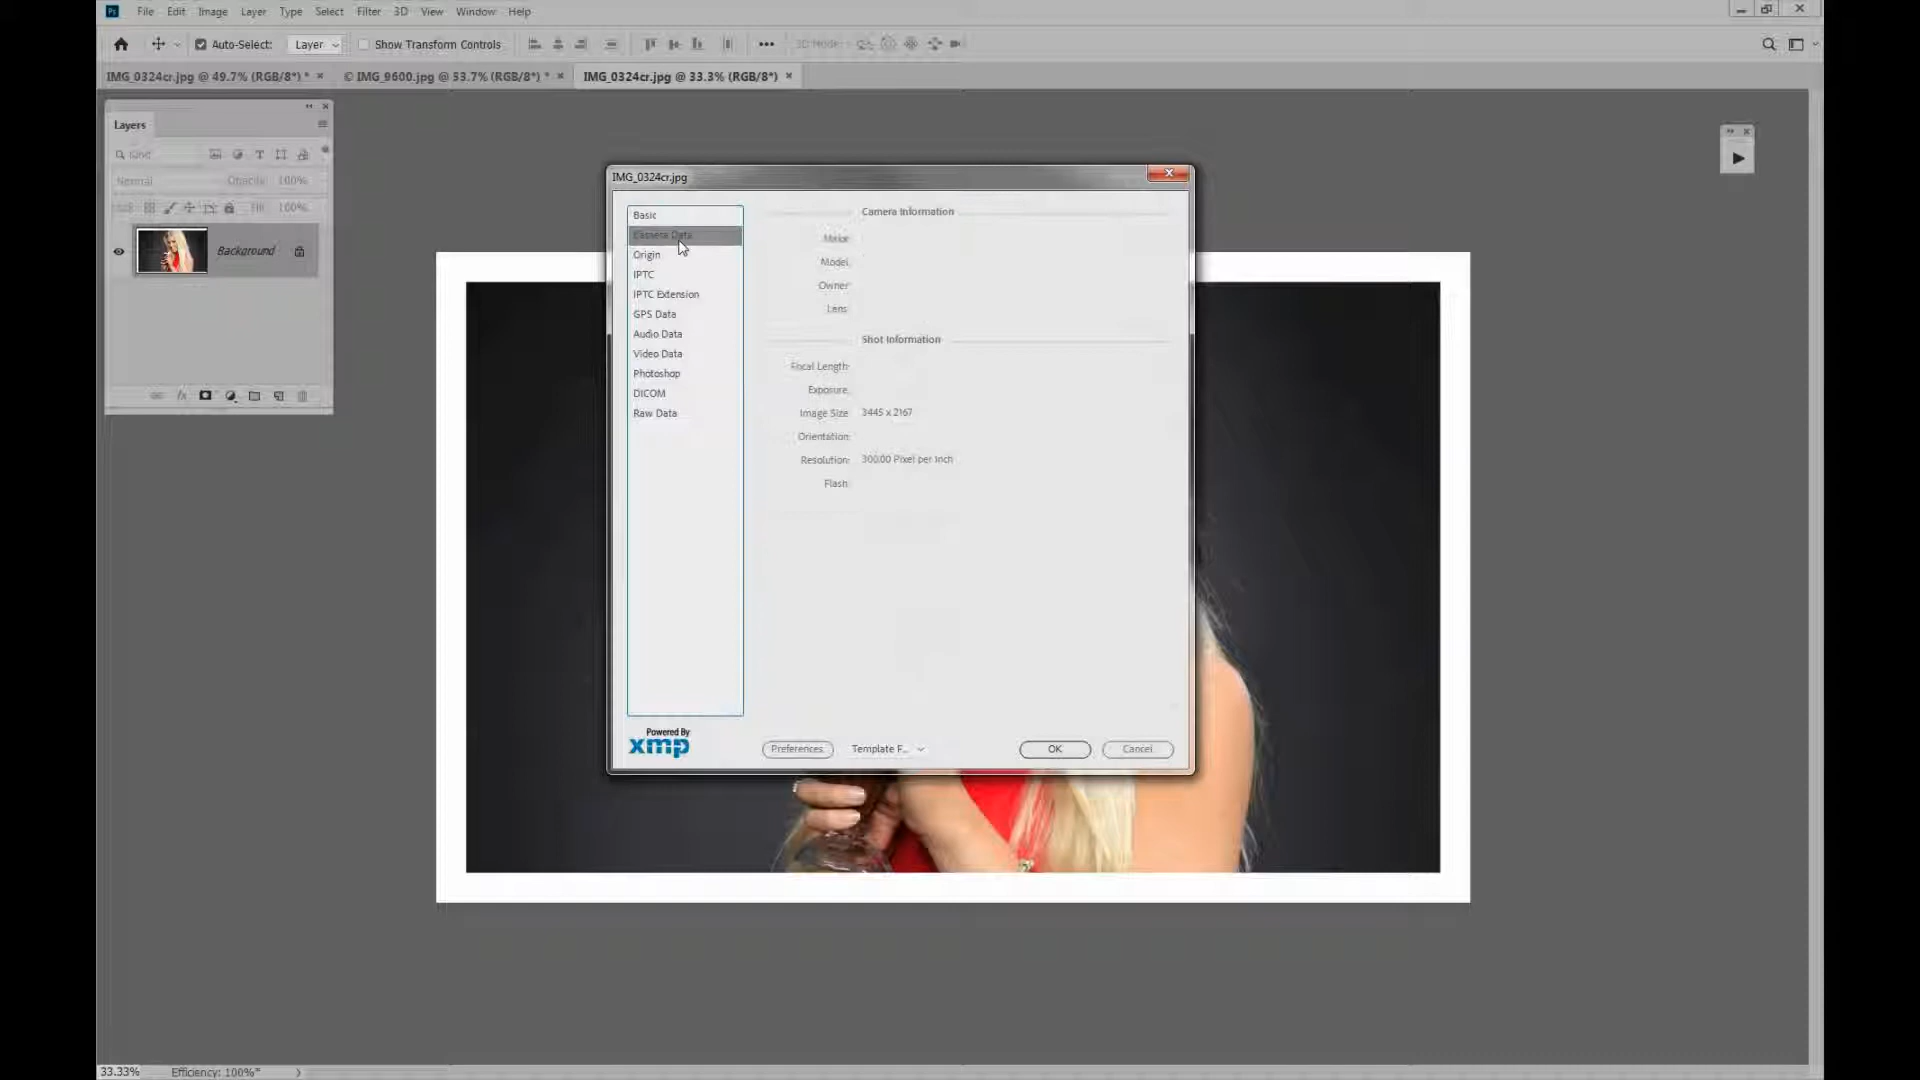 Ps File Edit Image Layer Type Select Filter 3D View Window Help
Auto-Select: Layer Show Transform Controls ••• 3D Mode:
IMG_0324cr.jpg @ 49.7% (RGB/8*) * × © IMG_9600.jpg @ 53.7% (RGB/8*) * × IMG_0324cr.jpg @ 33.3% (RGB/8*) ×
Layers
Kind
Normal Opacity: 100%
Fill: 100%
Background
fx
IMG_0324cr.jpg
Basic
Camera Data
Origin
IPTC
IPTC Extension
GPS Data
Audio Data
Video Data
Photoshop
DICOM
Raw Data
Camera Information
Make:
Model:
Owner:
Lens:
Shot Information
Focal Length:
Exposure:
Image Size: 3445 x 2167
Orientation:
Resolution: 300.00 Pixel per Inch
Flash:
Powered By
xmp
Preferences Template F... OK Cancel
33.33% Efficiency: 100%*